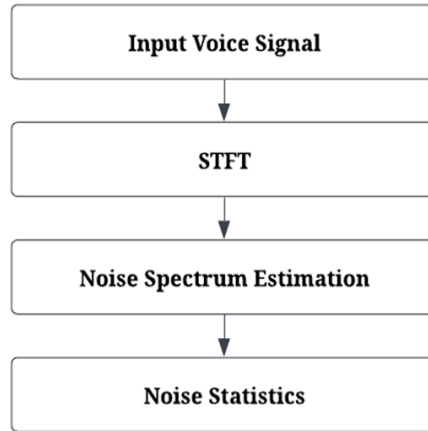 Input Voice Signal
STFT
Noise Spectrum Estimation
Noise Statistics